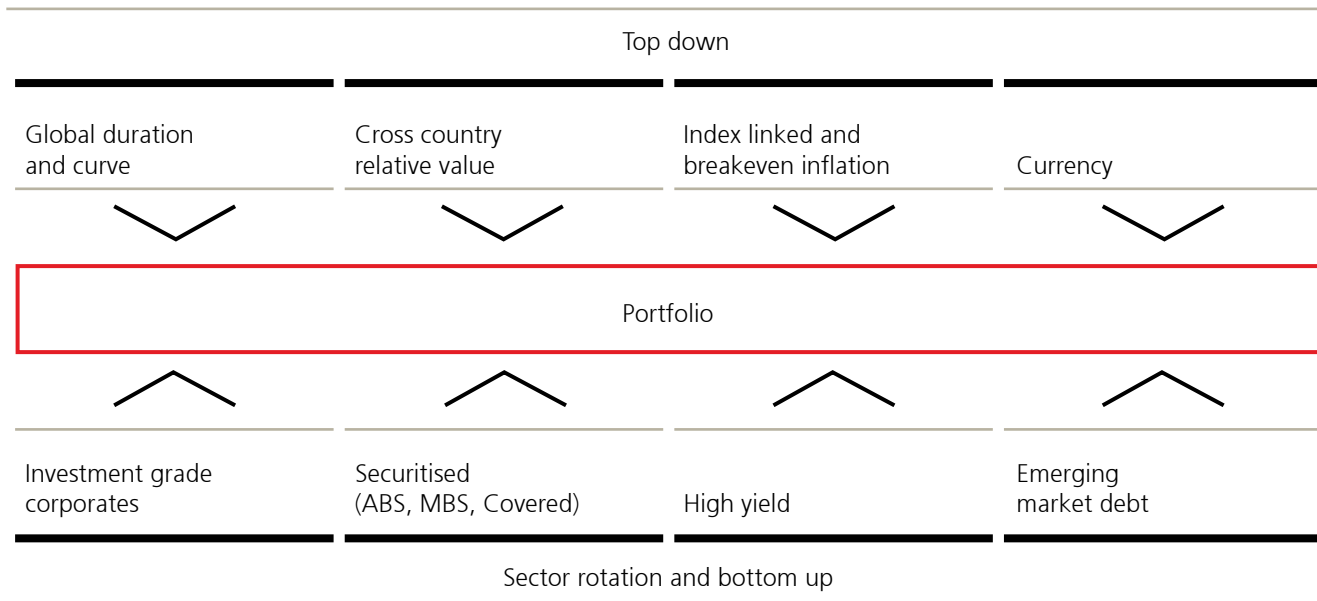 Top down
Global duration
and curve
Cross country
relative value
Index linked and
breakeven inflation
Currency
Portfolio
Investment grade
corporates
Securitised
(ABS, MBS, Covered)
High yield
Emerging
market debt
Sector rotation and bottom up